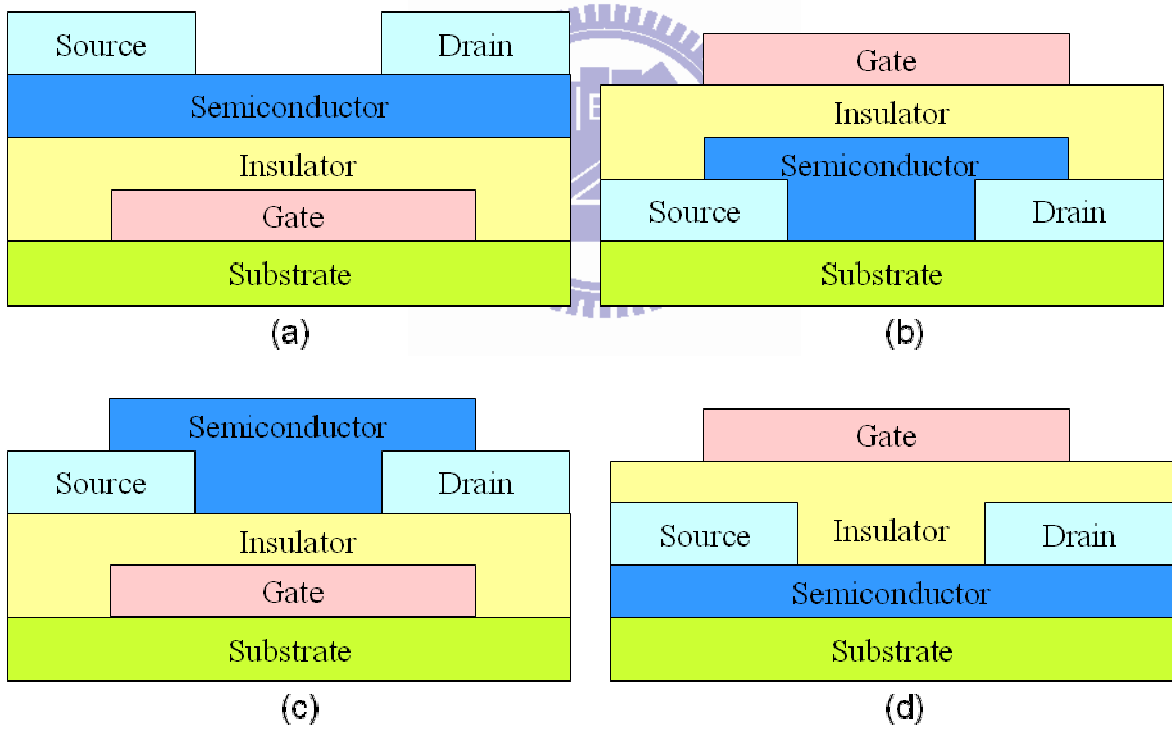 Source
Drain
Semiconductor
Insulator
Gate
Substrate
(a)
Gate
Insulator
Semiconductor
Source
Drain
Substrate
(b)
Semiconductor
Source
Drain
Insulator
Gate
Substrate
(c)
Gate
Source
Insulator
Drain
Semiconductor
Substrate
(d)